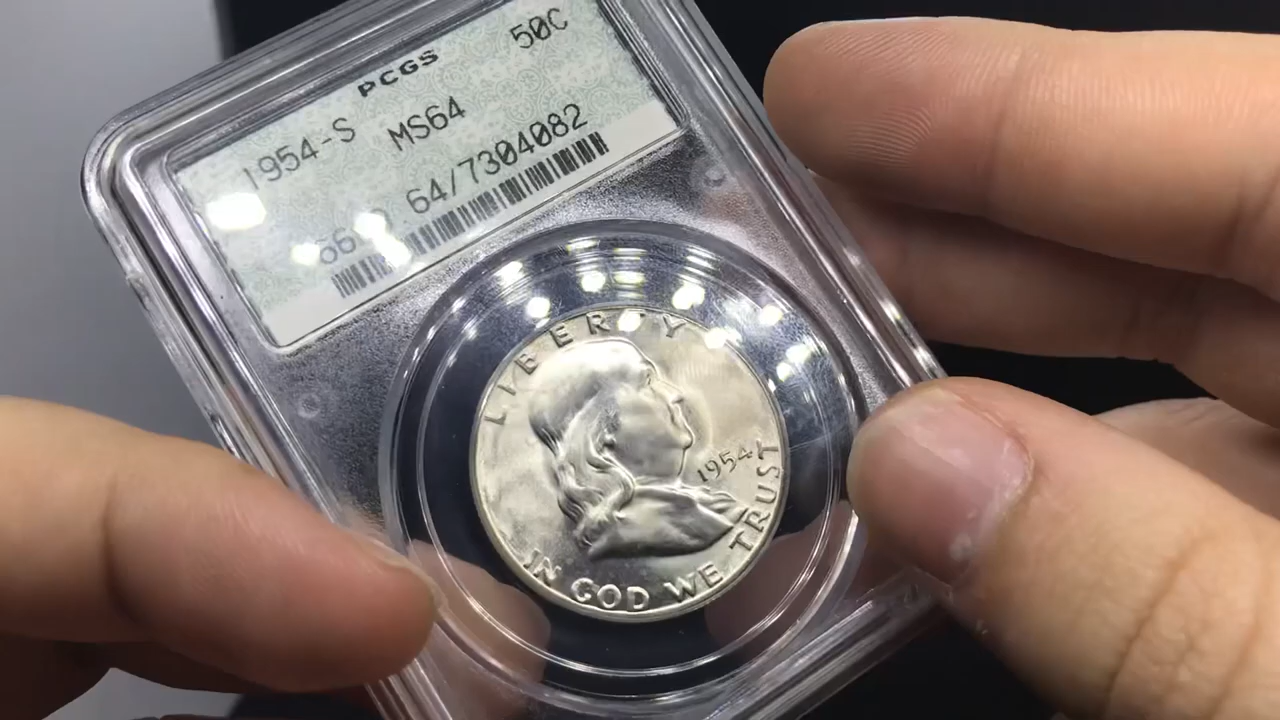 PCGS 50C
1954-S MS64
64/7304082
LIBERTY
1954
IN GOD WE TRUST